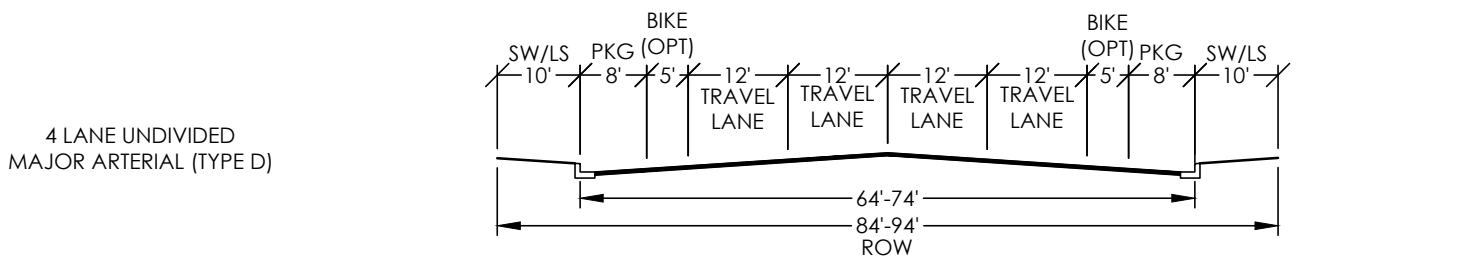 4 LANE UNDIVIDED
MAJOR ARTERIAL (TYPE D)
SW/LS PKG BIKE (OPT) BIKE (OPT) PKG SW/LS
10' 8' 5' 12' 12' 12' 12' 5' 8' 10'
TRAVEL LANE TRAVEL LANE TRAVEL LANE TRAVEL LANE
64'-74'
84'-94'
ROW